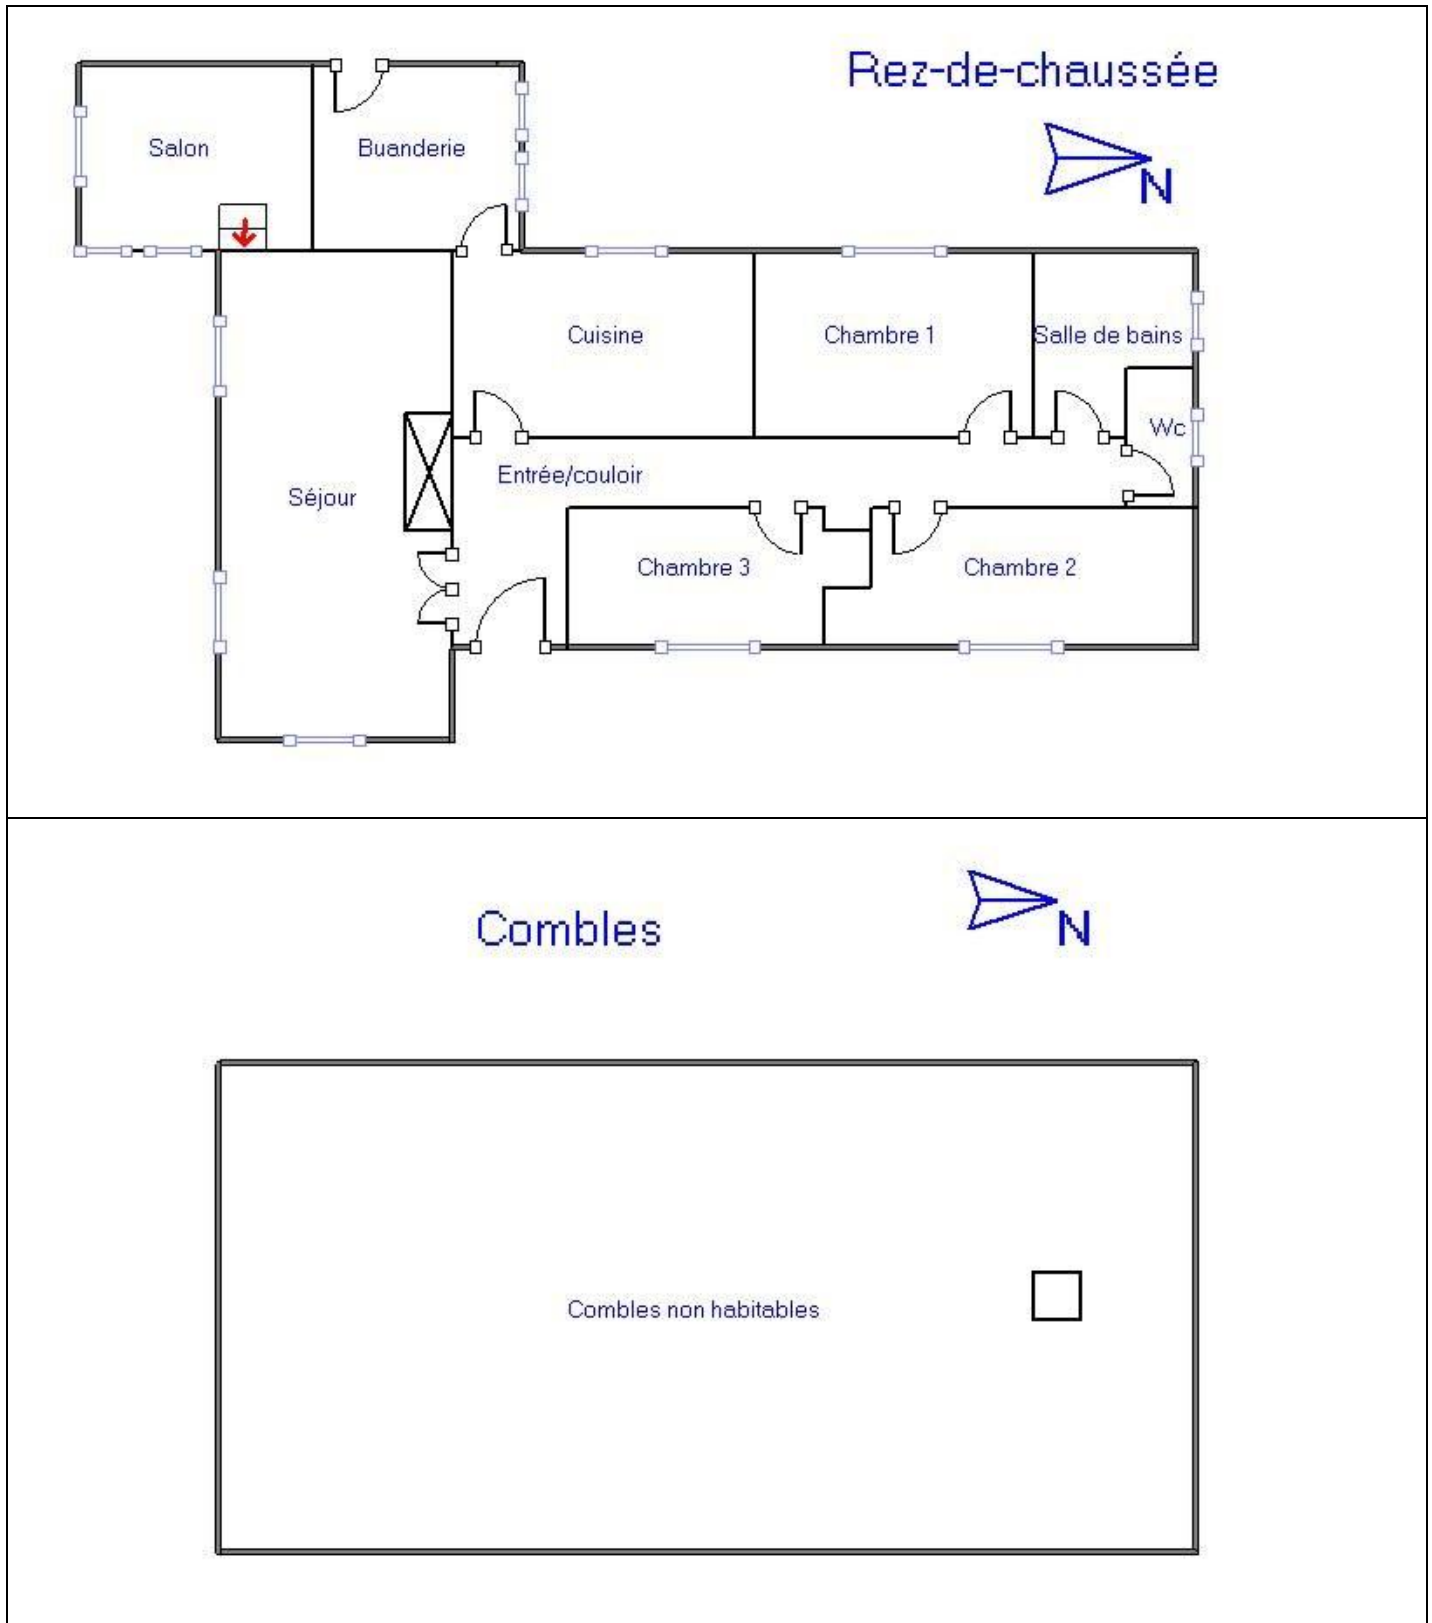 Rez-de-chaussée
N
Salon
Buanderie
Cuisine
Chambre 1
Salle de bains
Wc
Entrée/couloir
Séjour
Chambre 3
Chambre 2
Combles
N
Combles non habitables